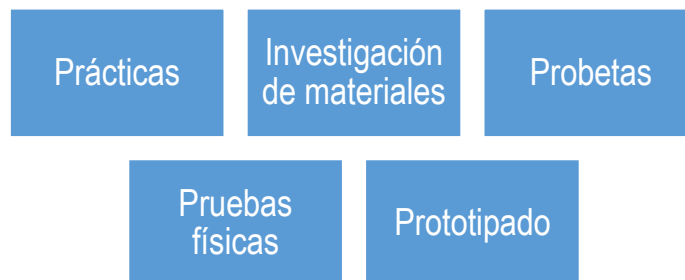 Prácticas
Investigación
de materiales
Probetas
Pruebas
físicas
Prototipado